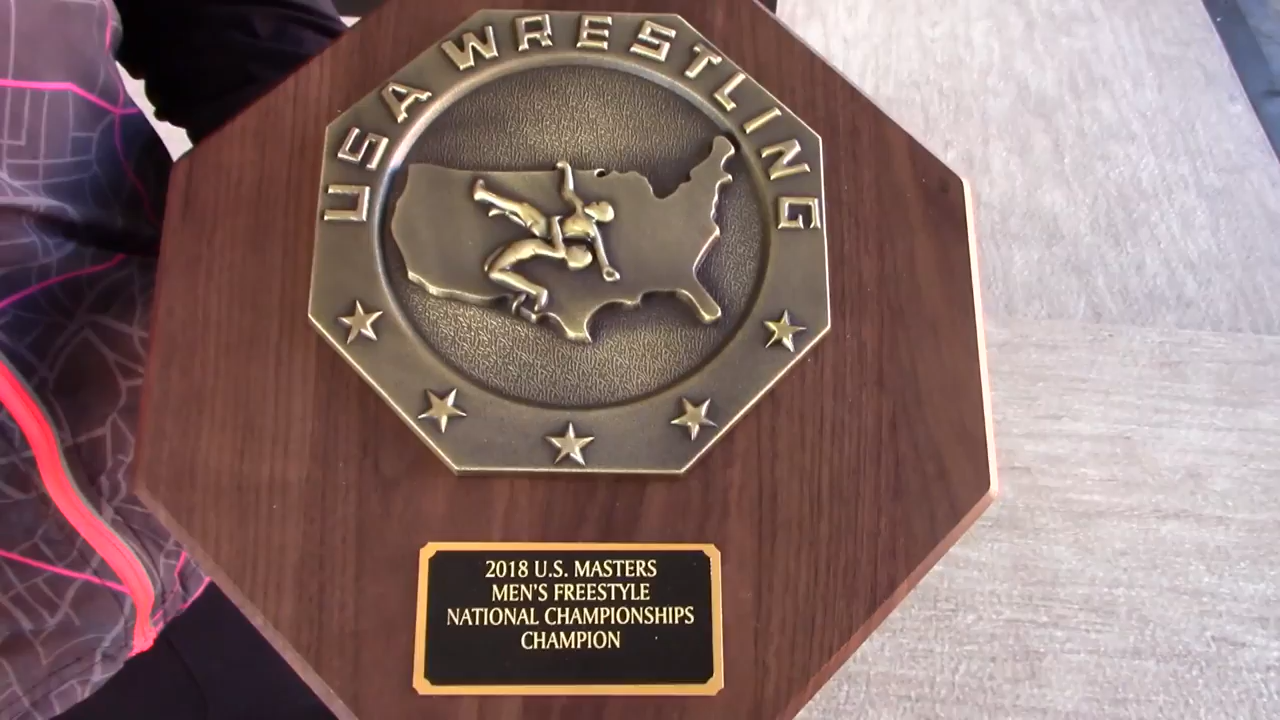 USA WRESTLING
2018 U.S. MASTERS
MEN'S FREESTYLE
NATIONAL CHAMPIONSHIPS
CHAMPION